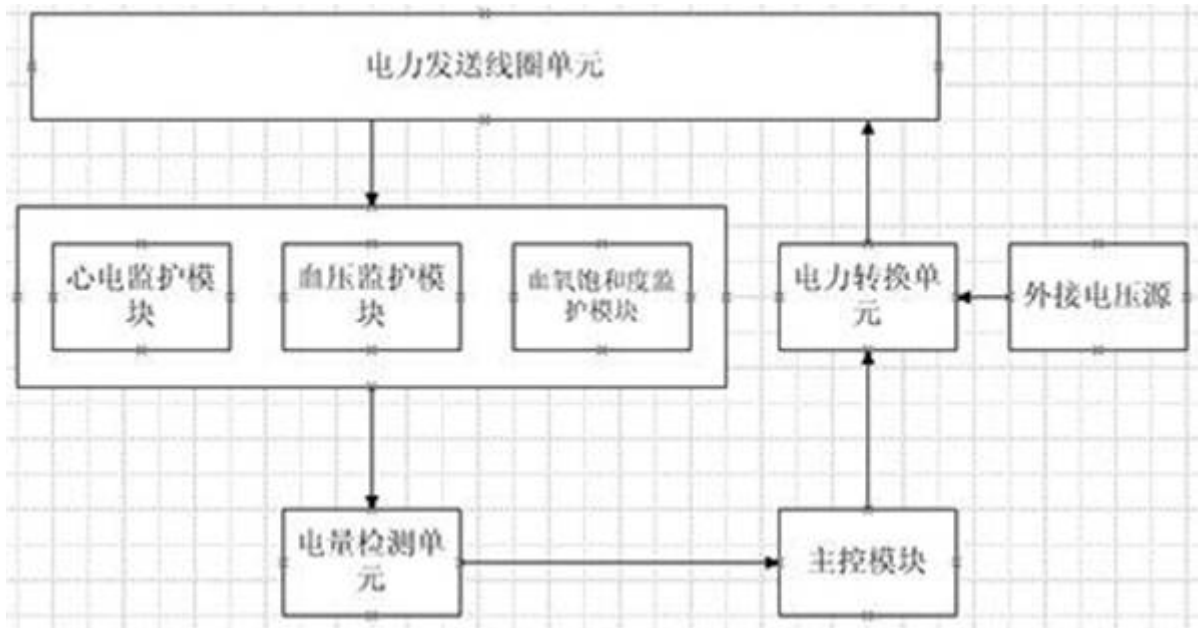 电力发送线圈单元
心电监护模
块
血压监护模
块
血氧饱和度监
护模块
电力转换单
元
外接电压源
电量检测单
元
主控模块